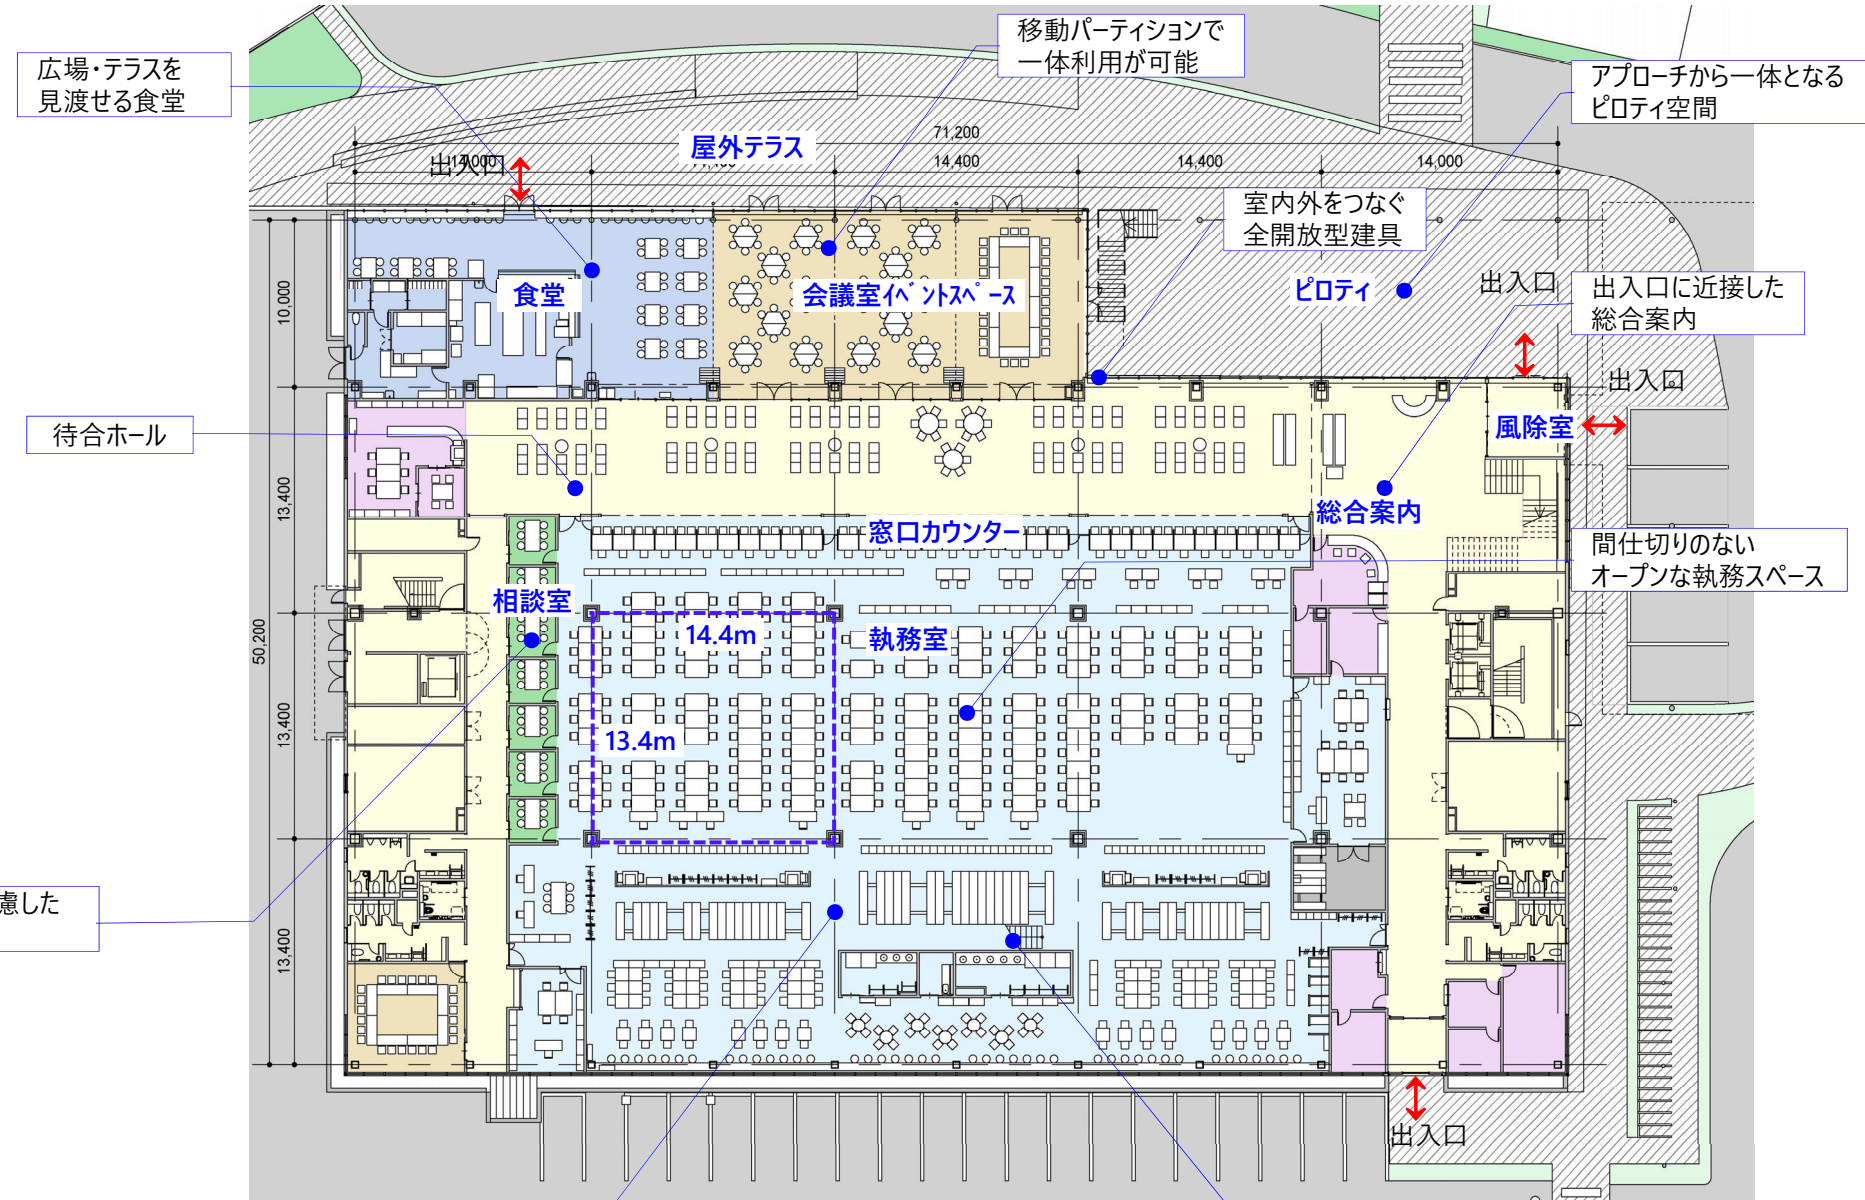 移動パーティションで
一体利用が可能
広場・テラスを
見渡せる食堂
アプローチから一体となる
ピロティ空間
71,200
屋外テラス
出入口
14,000
14,400
14,400
14,000
室内外をつなぐ
全開放型建具
出入口
ピロティ
出入口に近接した
総合案内
食堂
会議室イベントスペース
10,000
出入口
風除室
待合ホール
13,400
総合案内
窓口カウンター
間仕切りのない
オープンな執務スペース
相談室
14.4m
執務室
50,200
13,400
13.4m
慮した
13,400
出入口